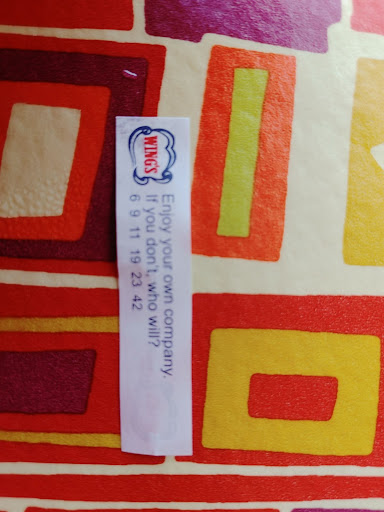 WING'S
Enjoy your own company.
If you don't, who will?
6 9 11 19 23 42